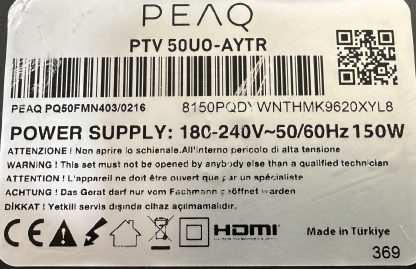 PEAQ
PTV 50UO-AYTR
PEAQ PQ50FMN403/0216 8150PQDYWNTHMK9620XYL8
POWER SUPPLY: 180-240V~50/60Hz 150W
ATTENZIONE ! Non aprire lo schienale.All'interno pericolo di alta tensione
WARNING ! This set must not be opened by anybody else than a qualified technician
ATTENTION ! L'appareil ne doit être ouvert que par un spécialiste
ACHTUNG ! Das Gerat darf nur vom Fachmann geöffnet warden
DİKKAT ! Yetkili servis dışında cihaz açılmamalıdır.
CE HDMI Made in Türkiye
369